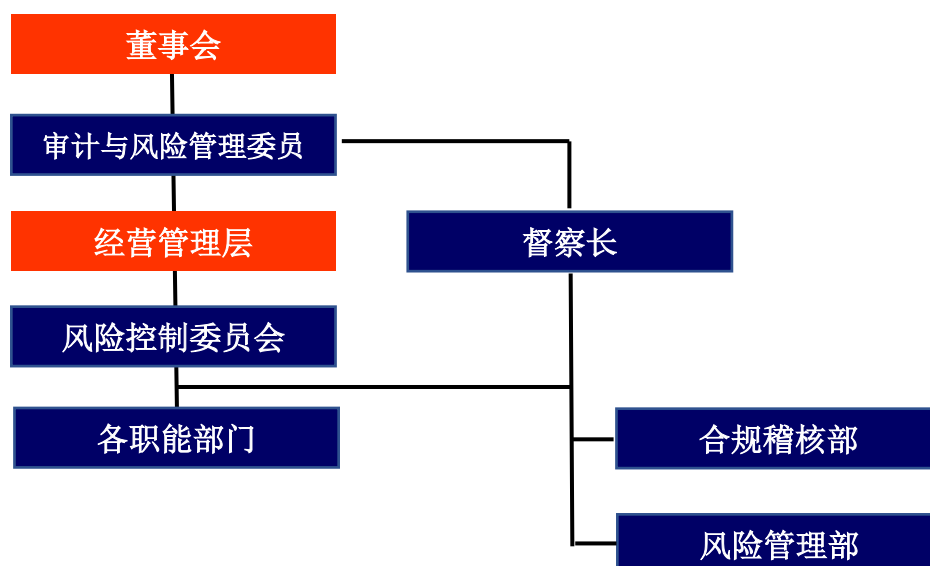 董事会
审计与风险管理委员
经营管理层
督察长
风险控制委员会
各职能部门
合规稽核部
风险管理部